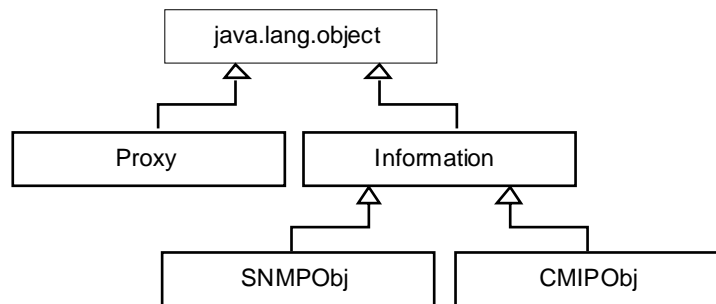 java.lang.object
Proxy
Information
SNMPObj
CMIPObj